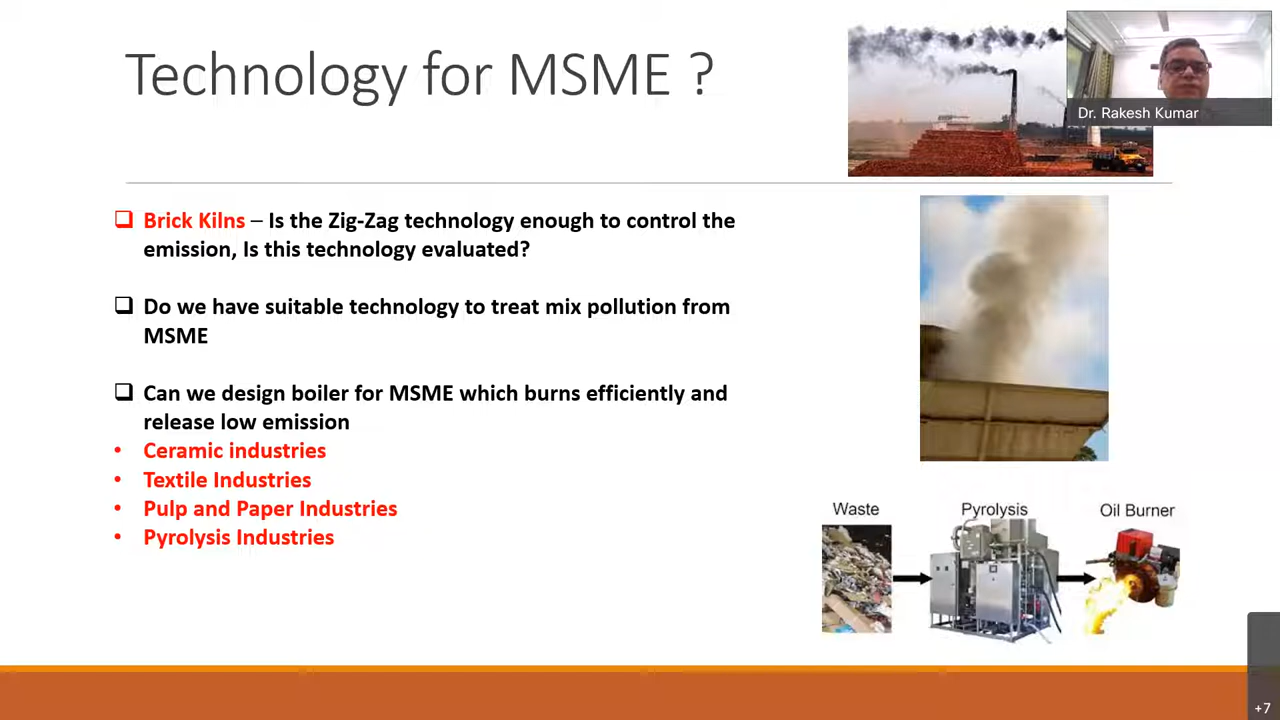 Technology for MSME ?
Dr. Rakesh Kumar
Brick Kilns – Is the Zig-Zag technology enough to control the
emission, Is this technology evaluated?
Do we have suitable technology to treat mix pollution from
MSME
Can we design boiler for MSME which burns efficiently and
release low emission
• Ceramic industries
• Textile Industries
• Pulp and Paper Industries
• Pyrolysis Industries
Waste
Pyrolysis
Oil Burner
+7